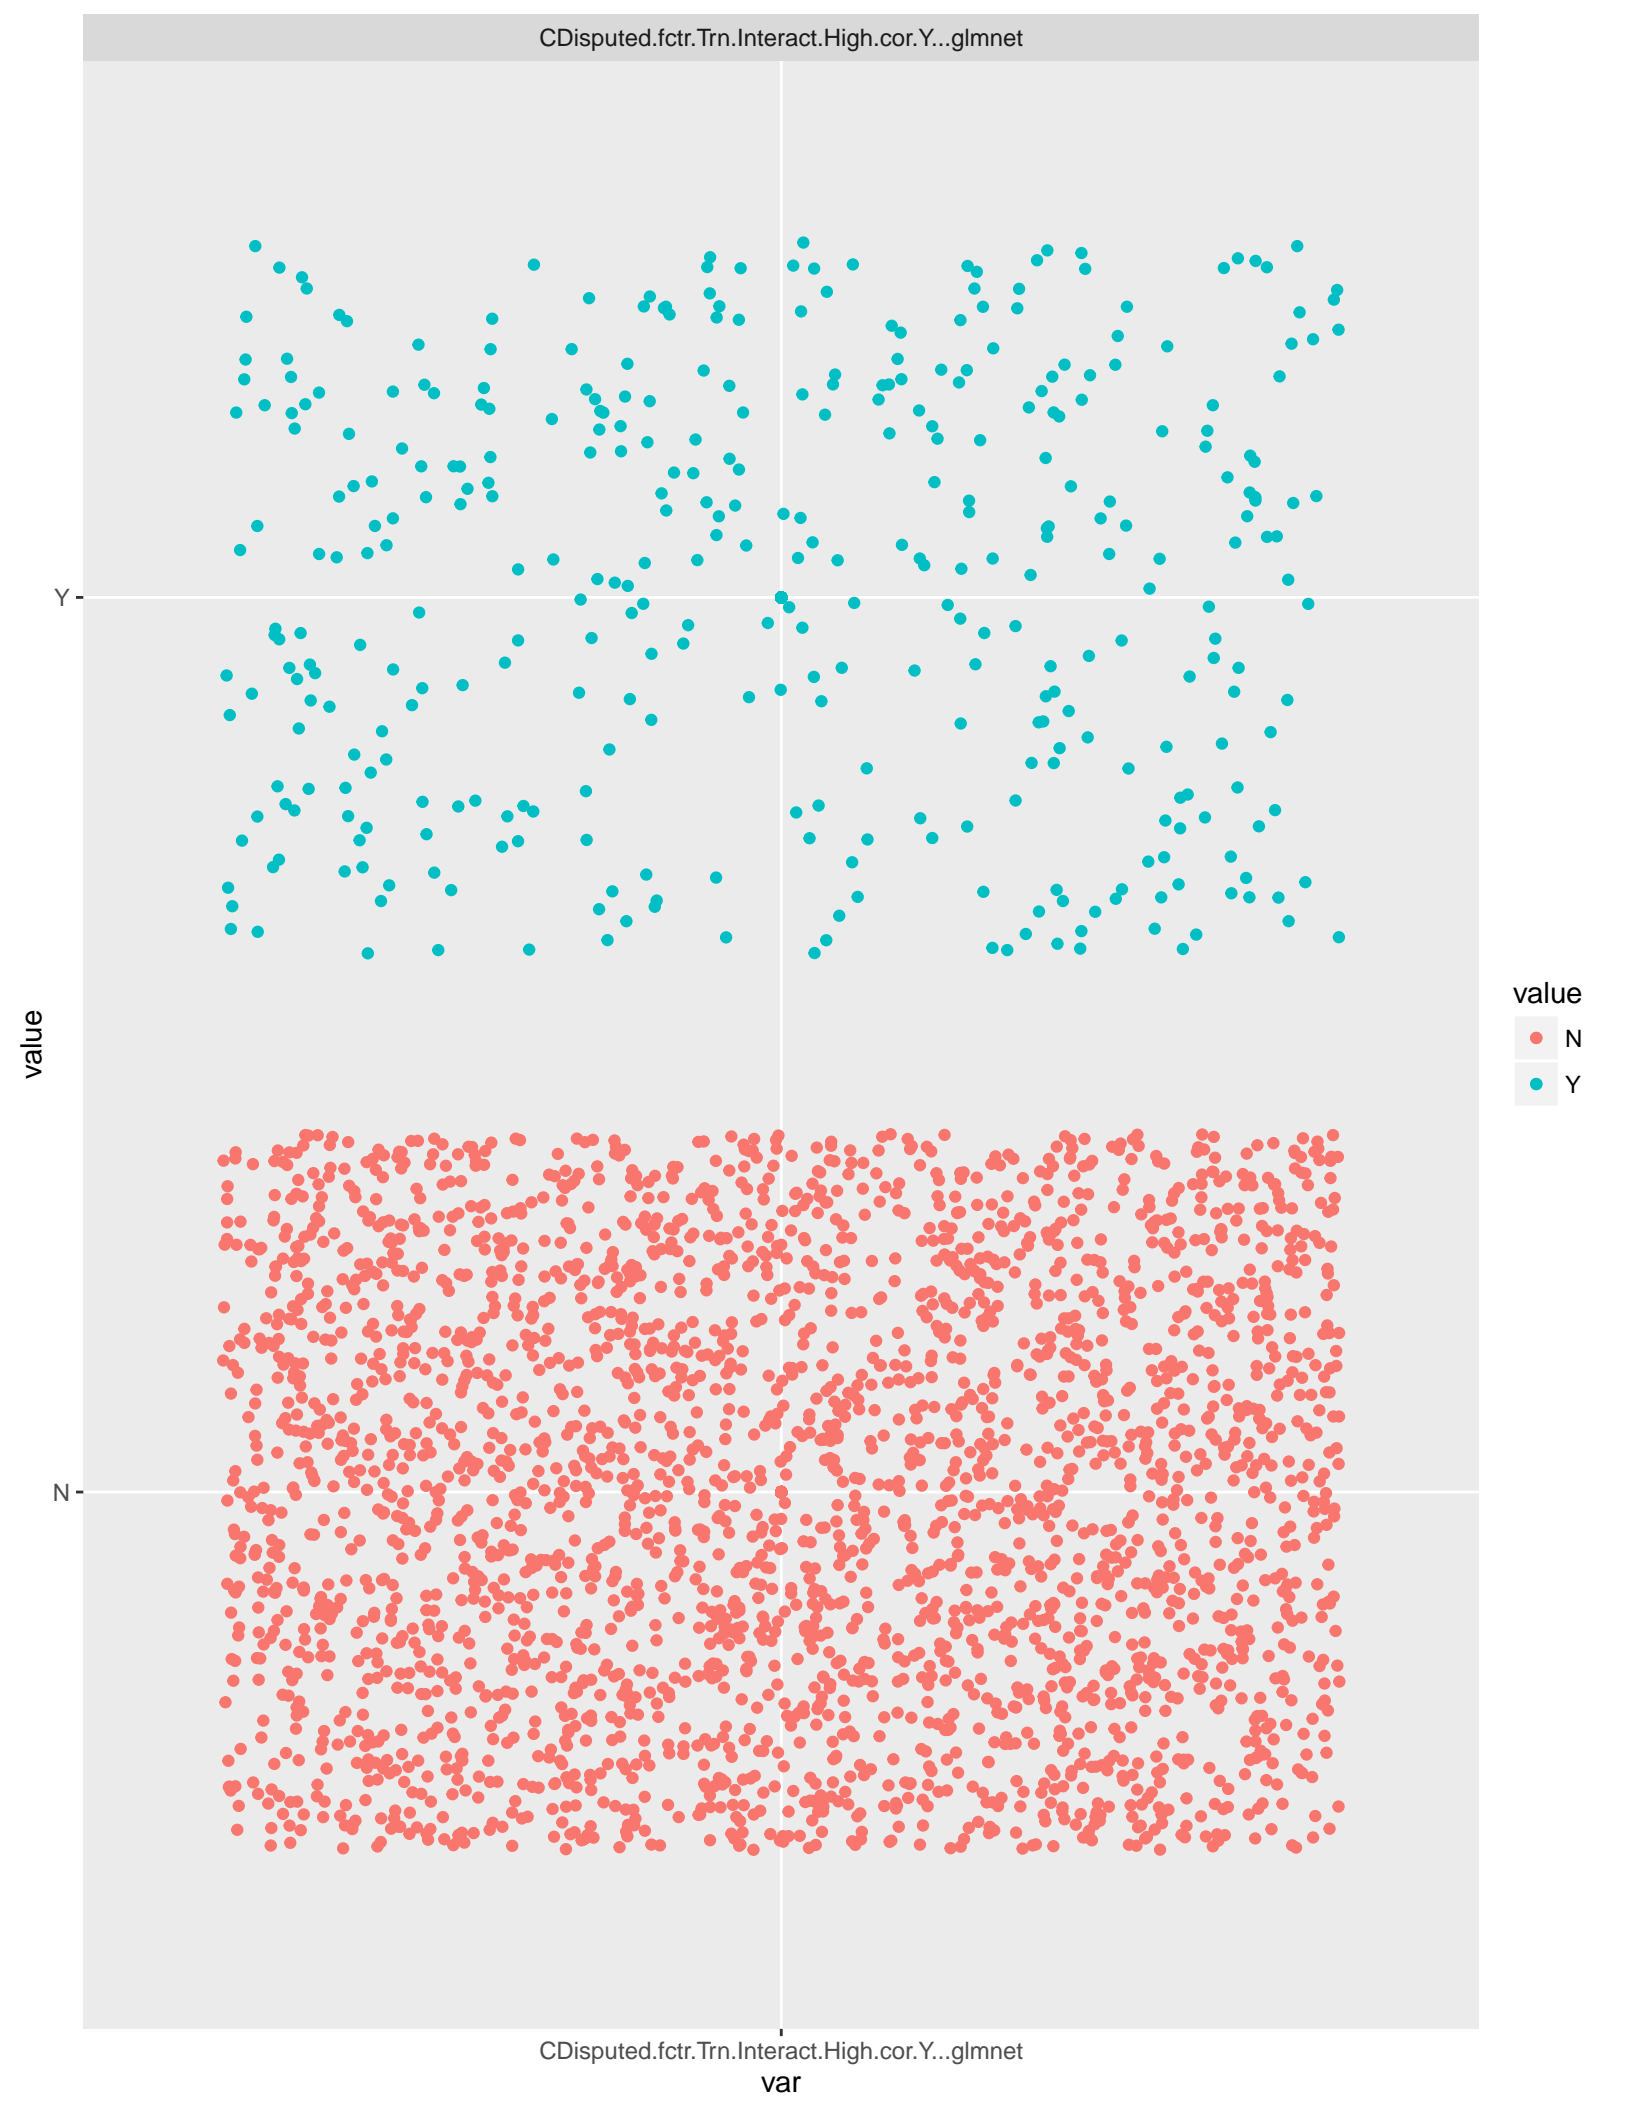 CDisputed.fctr.Trn.Interact.High.cor.Y...glmnet
Y
value
N
value
N
Y
CDisputed.fctr.Trn.Interact.High.cor.Y...glmnet
var